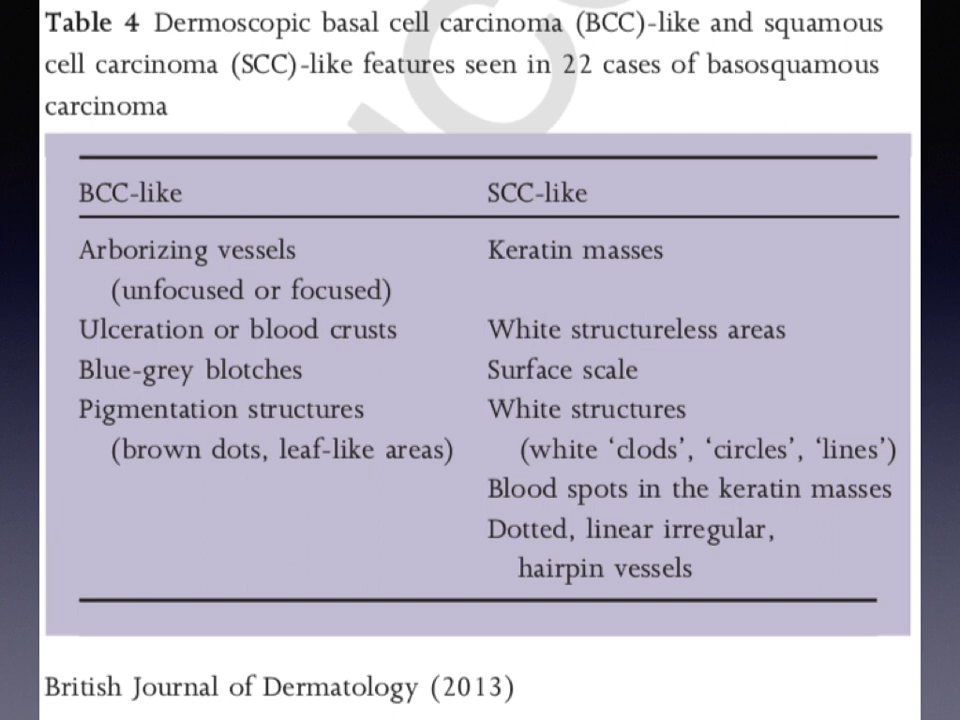 Table 4 Dermoscopic basal cell carcinoma (BCC)-like and squamous
cell carcinoma (SCC)-like features seen in 22 cases of basosquamous
carcinoma
BCC-like SCC-like
Arborizing vessels Keratin masses
(unfocused or focused)
Ulceration or blood crusts White structureless areas
Blue-grey blotches Surface scale
Pigmentation structures White structures
(brown dots, leaf-like areas) (white ‘clods’, ‘circles’, ‘lines’)
Blood spots in the keratin masses
Dotted, linear irregular,
hairpin vessels
British Journal of Dermatology (2013)